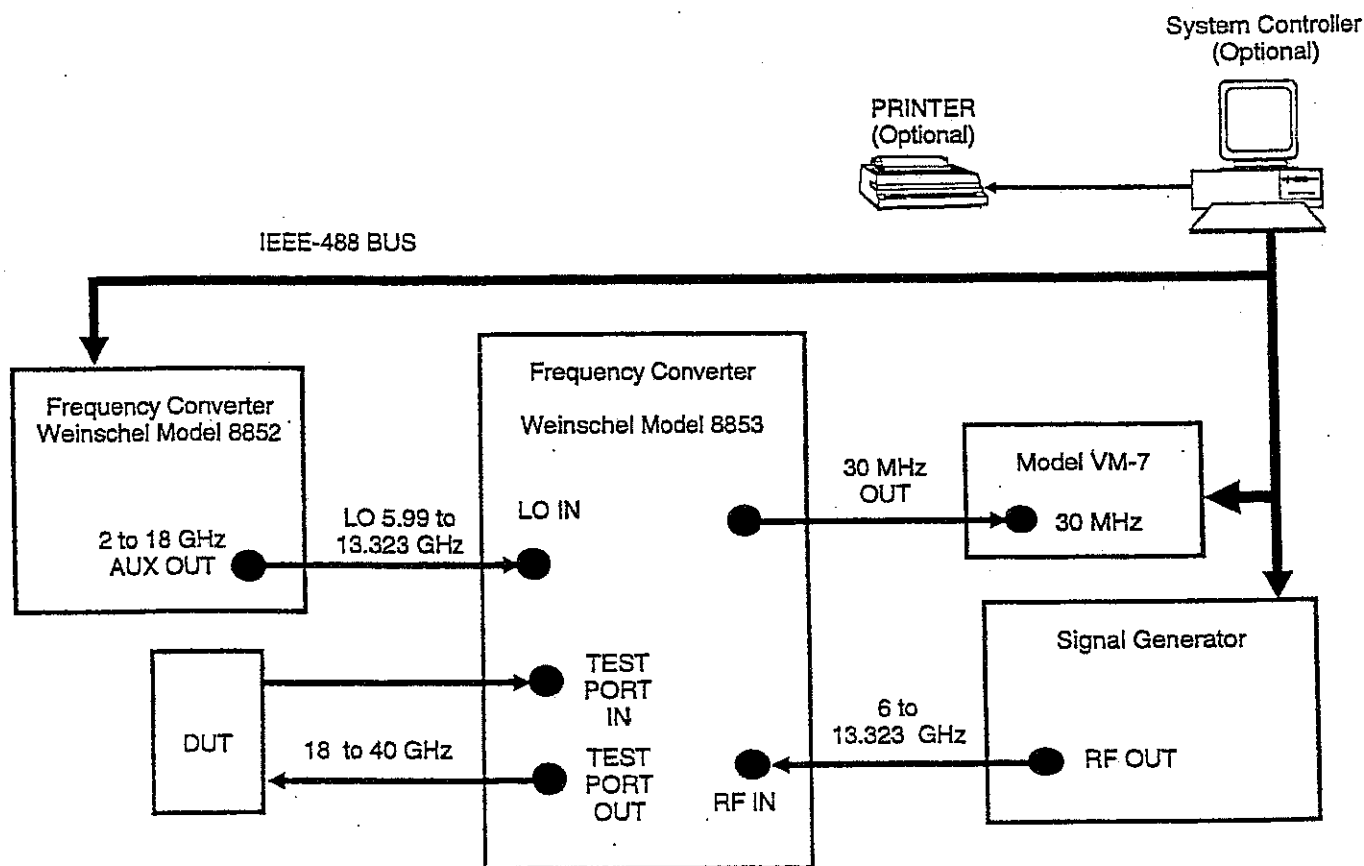 System Controller
(Optional)
PRINTER
(Optional)
IEEE-488 BUS
Frequency Converter
Weinschel Model 8852
2 to 18 GHz
AUX OUT
LO 5.99 to
13.323 GHz
Frequency Converter
Weinschel Model 8853
LO IN
30 MHz
OUT
Model VM-7
30 MHz
DUT
18 to 40 GHz
TEST
PORT
IN
TEST
PORT
OUT
RF IN
6 to
13.323 GHz
Signal Generator
RF OUT